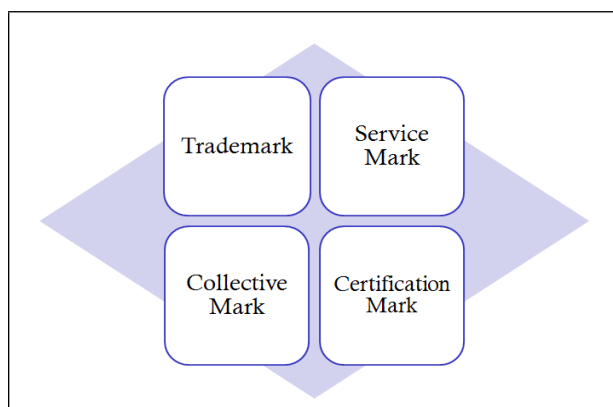 Trademark
Service
Mark
Collective
Mark
Certification
Mark